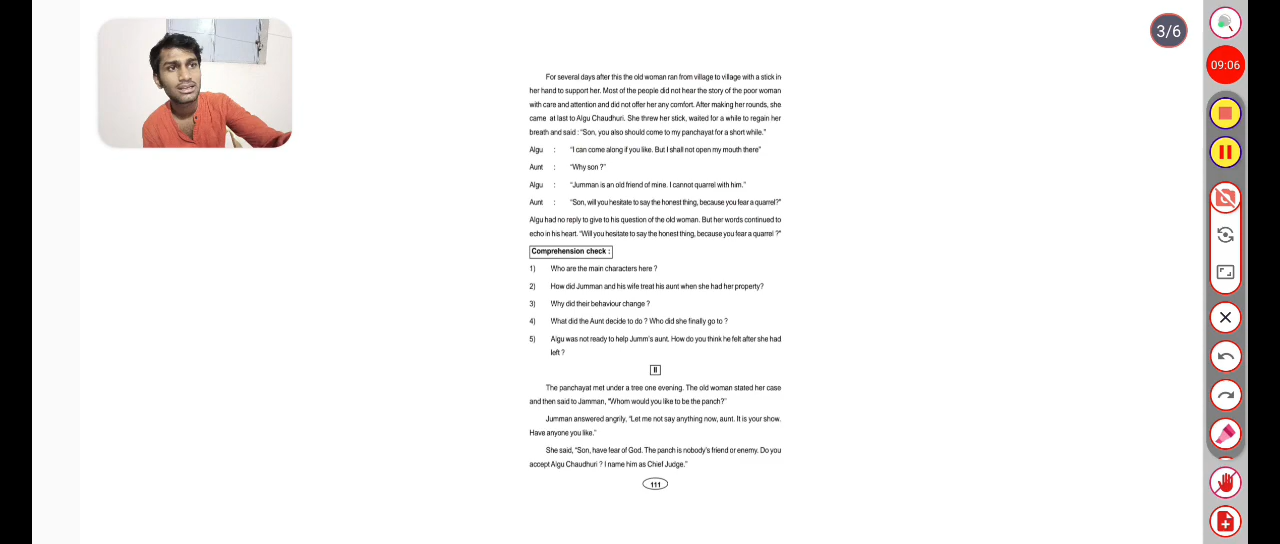 3/6
09:06
For several days after this the old woman ran from village to village with a stick in
her hand to support her. Most of the people did not hear the story of the poor woman
with care and attention and did not offer her any comfort. After making her rounds, she
came at last to Algu Chaudhuri. She threw her stick, waited for a while to regain her
breath and said : “Son, you also should come to my panchayat for a short while.”
Algu : “I can come along if you like. But I shall not open my mouth there”
Aunt : “Why son ?”
Algu : “Jumman is an old friend of mine. I cannot quarrel with him.”
Aunt : “Son, will you hesitate to say the honest thing, because you fear a quarrel?”
Algu had no reply to give to his question of the old woman. But her words continued to
echo in his heart. “Will you hesitate to say the honest thing, because you fear a quarrel ?”
Comprehension check :
1) Who are the main characters here ?
2) How did Jumman and his wife treat his aunt when she had her property?
3) Why did their behaviour change ?
4) What did the Aunt decide to do ? Who did she finally go to ?
5) Algu was not ready to help Jumm's aunt. How do you think he felt after she had
left ?
II
The panchayat met under a tree one evening. The old woman stated her case
and then said to Jamman, “Whom would you like to be the panch?”
Jumman answered angrily, “Let me not say anything now, aunt. It is your show.
Have anyone you like.”
She said, “Son, have fear of God. The panch is nobody's friend or enemy. Do you
accept Algu Chaudhuri ? I name him as Chief Judge.”
111